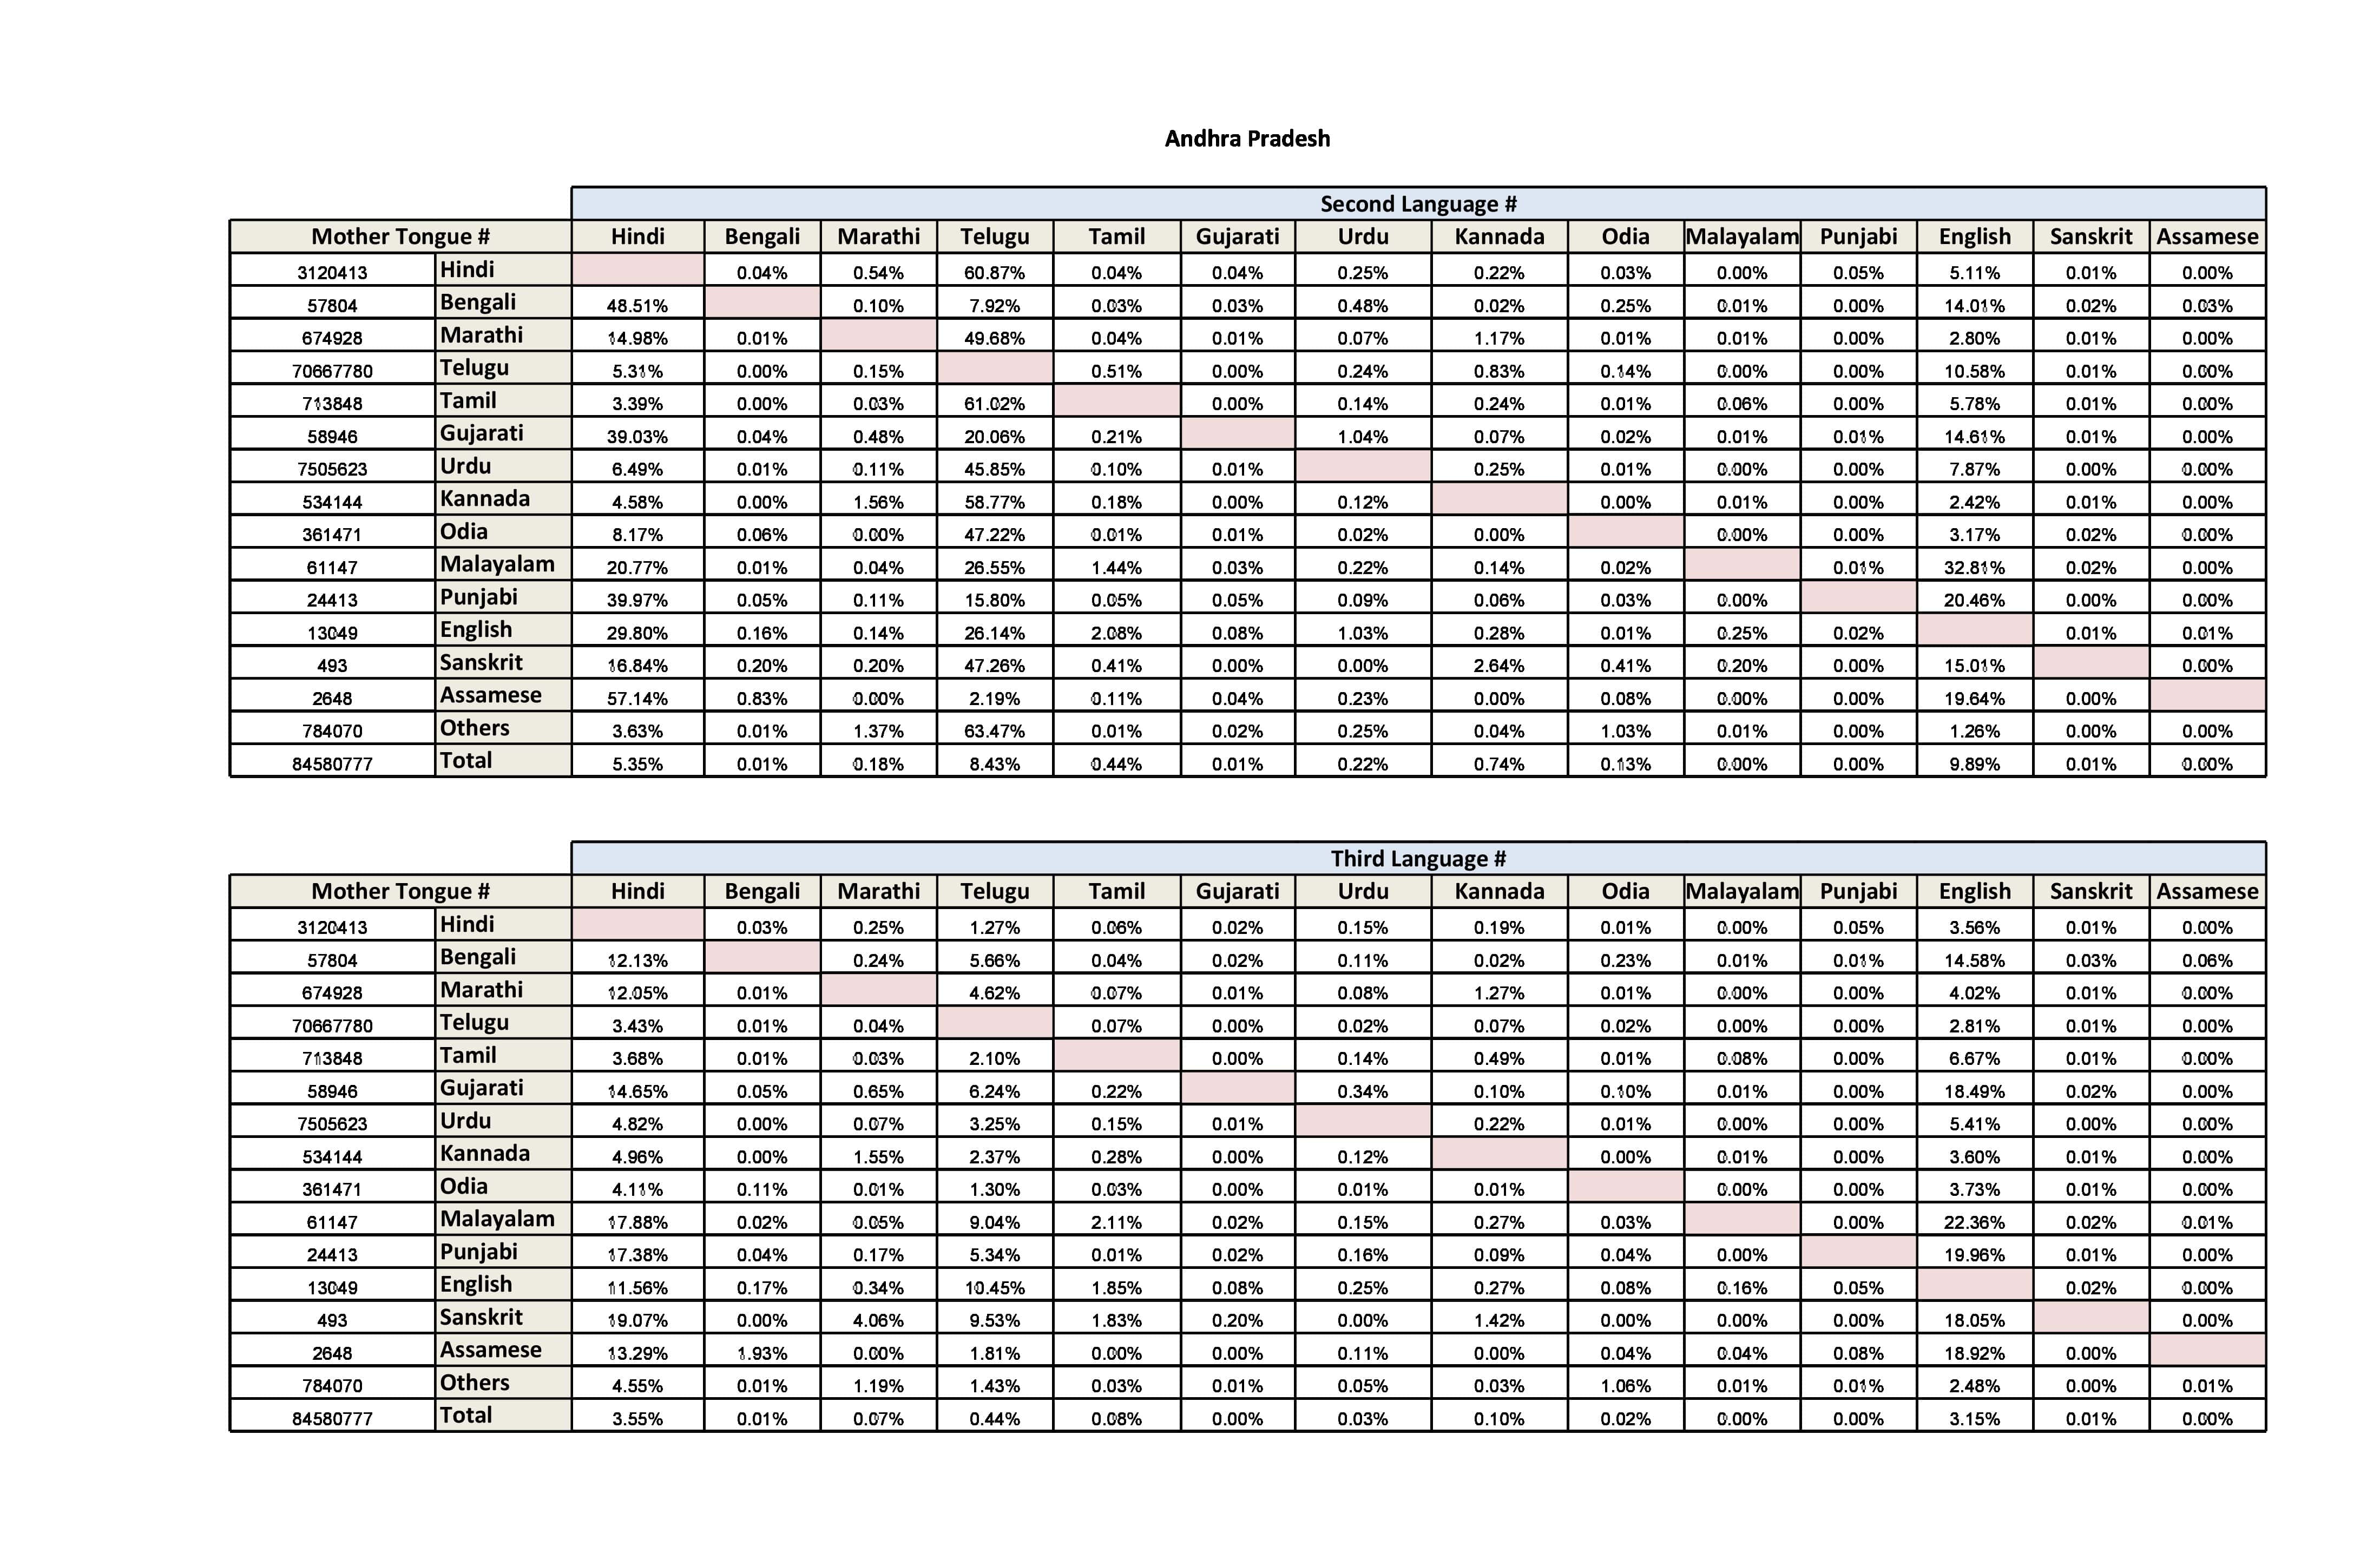 Andhra Pradesh
Second Language #
Mother Tongue # Hindi Bengali Marathi Telugu Tamil Gujarati Urdu Kannada Odia Malayalam Punjabi English Sanskrit Assamese
3120413 Hindi 0.04% 0.54% 60.87% 0.04% 0.04% 0.25% 0.22% 0.03% 0.00% 0.05% 5.11% 0.01% 0.00%
57804 Bengali 48.51% 0.10% 7.92% 0.03% 0.03% 0.48% 0.02% 0.25% 0.01% 0.00% 14.01% 0.02% 0.03%
674928 Marathi 14.98% 0.01% 49.68% 0.04% 0.01% 0.07% 1.17% 0.01% 0.01% 0.00% 2.80% 0.01% 0.00%
70667780 Telugu 5.31% 0.00% 0.15% 0.51% 0.00% 0.24% 0.83% 0.14% 0.00% 0.00% 10.58% 0.01% 0.00%
713848 Tamil 3.39% 0.00% 0.03% 61.02% 0.00% 0.14% 0.24% 0.01% 0.06% 0.00% 5.78% 0.01% 0.00%
58946 Gujarati 39.03% 0.04% 0.48% 20.06% 0.21% 1.04% 0.07% 0.02% 0.01% 0.01% 14.61% 0.01% 0.00%
7505623 Urdu 6.49% 0.01% 0.11% 45.85% 0.10% 0.01% 0.25% 0.01% 0.00% 0.00% 7.87% 0.00% 0.00%
534144 Kannada 4.58% 0.00% 1.56% 58.77% 0.18% 0.00% 0.12% 0.00% 0.01% 0.00% 2.42% 0.01% 0.00%
361471 Odia 8.17% 0.06% 0.00% 47.22% 0.01% 0.01% 0.02% 0.00% 0.00% 0.00% 3.17% 0.02% 0.00%
61147 Malayalam 20.77% 0.01% 0.04% 26.55% 1.44% 0.03% 0.22% 0.14% 0.02% 0.01% 32.81% 0.02% 0.00%
24413 Punjabi 39.97% 0.05% 0.11% 15.80% 0.05% 0.05% 0.09% 0.06% 0.03% 0.00% 20.46% 0.00% 0.00%
13049 English 29.80% 0.16% 0.14% 26.14% 2.08% 0.08% 1.03% 0.28% 0.01% 0.25% 0.02% 0.01% 0.01%
493 Sanskrit 16.84% 0.20% 0.20% 47.26% 0.41% 0.00% 0.00% 2.64% 0.41% 0.20% 0.00% 15.01% 0.00%
2648 Assamese 57.14% 0.83% 0.00% 2.19% 0.11% 0.04% 0.23% 0.00% 0.08% 0.00% 0.00% 19.64% 0.00%
784070 Others 3.63% 0.01% 1.37% 63.47% 0.01% 0.02% 0.25% 0.04% 1.03% 0.01% 0.00% 1.26% 0.00% 0.00%
84580777 Total 5.35% 0.01% 0.18% 8.43% 0.44% 0.01% 0.22% 0.74% 0.13% 0.00% 0.00% 9.89% 0.01% 0.00%
Third Language #
Mother Tongue # Hindi Bengali Marathi Telugu Tamil Gujarati Urdu Kannada Odia Malayalam Punjabi English Sanskrit Assamese
3120413 Hindi 0.03% 0.25% 1.27% 0.06% 0.02% 0.15% 0.19% 0.01% 0.00% 0.05% 3.56% 0.01% 0.00%
57804 Bengali 12.13% 0.24% 5.66% 0.04% 0.02% 0.11% 0.02% 0.23% 0.01% 0.01% 14.58% 0.03% 0.06%
674928 Marathi 12.05% 0.01% 4.62% 0.07% 0.01% 0.08% 1.27% 0.01% 0.00% 0.00% 4.02% 0.01% 0.00%
70667780 Telugu 3.43% 0.01% 0.04% 0.07% 0.00% 0.02% 0.07% 0.02% 0.00% 0.00% 2.81% 0.01% 0.00%
713848 Tamil 3.68% 0.01% 0.03% 2.10% 0.00% 0.14% 0.49% 0.01% 0.08% 0.00% 6.67% 0.01% 0.00%
58946 Gujarati 14.65% 0.05% 0.65% 6.24% 0.22% 0.34% 0.10% 0.10% 0.01% 0.00% 18.49% 0.02% 0.00%
7505623 Urdu 4.82% 0.00% 0.07% 3.25% 0.15% 0.01% 0.22% 0.01% 0.00% 0.00% 5.41% 0.00% 0.00%
534144 Kannada 4.96% 0.00% 1.55% 2.37% 0.28% 0.00% 0.12% 0.00% 0.01% 0.00% 3.60% 0.01% 0.00%
361471 Odia 4.11% 0.11% 0.01% 1.30% 0.03% 0.00% 0.01% 0.01% 0.00% 0.00% 3.73% 0.01% 0.00%
61147 Malayalam 17.88% 0.02% 0.05% 9.04% 2.11% 0.02% 0.15% 0.27% 0.03% 0.00% 22.36% 0.02% 0.01%
24413 Punjabi 17.38% 0.04% 0.17% 5.34% 0.01% 0.02% 0.16% 0.09% 0.04% 0.00% 19.96% 0.01% 0.00%
13049 English 11.56% 0.17% 0.34% 10.45% 1.85% 0.08% 0.25% 0.27% 0.08% 0.16% 0.05% 0.02% 0.00%
493 Sanskrit 19.07% 0.00% 4.06% 9.53% 1.83% 0.20% 0.00% 1.42% 0.00% 0.00% 0.00% 18.05% 0.00%
2648 Assamese 13.29% 1.93% 0.00% 1.81% 0.00% 0.00% 0.11% 0.00% 0.04% 0.04% 0.08% 18.92% 0.00%
784070 Others 4.55% 0.01% 1.19% 1.43% 0.03% 0.01% 0.05% 0.03% 1.06% 0.01% 0.01% 2.48% 0.00% 0.01%
84580777 Total 3.55% 0.01% 0.07% 0.44% 0.08% 0.00% 0.03% 0.10% 0.02% 0.00% 0.00% 3.15% 0.01% 0.00%